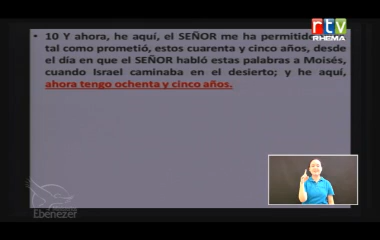 rtv
RHEMA
• 10 Y ahora, he aquí, el SEÑOR me ha permitid
tal como prometió, estos cuarenta y cinco años, desde
el día en que el SEÑOR habló estas palabras a Moisés,
cuando Israel caminaba en el desierto; y he aquí,
ahora tengo ochenta y cinco años.
Ebenezer